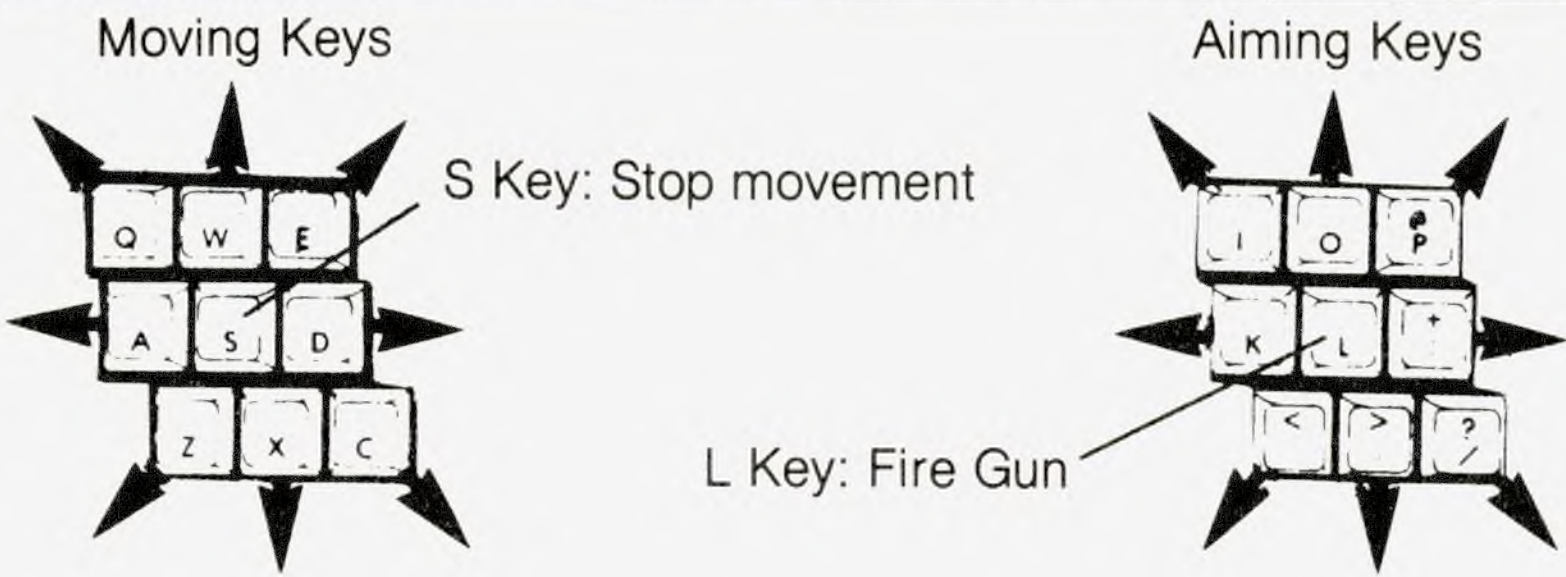 Moving Keys
Aiming Keys
S Key: Stop movement
Q W E
I O @ P
A S D
K L +
Z X C
< > ? /
L Key: Fire Gun